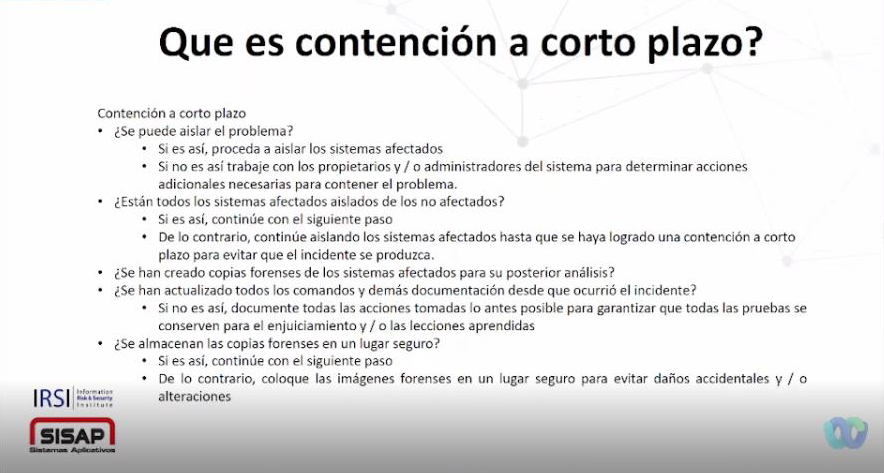 Que es contención a corto plazo?
Contención a corto plazo
• ¿Se puede aislar el problema?
• Si es así, proceda a aislar los sistemas afectados
• Si no es así trabaje con los propietarios y / o administradores del sistema para determinar acciones
adicionales necesarias para contener el problema.
• ¿Están todos los sistemas afectados aislados de los no afectados?
• Si es así, continúe con el siguiente paso
• De lo contrario, continúe aislando los sistemas afectados hasta que se haya logrado una contención a corto
plazo para evitar que el incidente se produzca.
• ¿Se han creado copias forenses de los sistemas afectados para su posterior análisis?
• ¿Se han actualizado todos los comandos y demás documentación desde que ocurrió el incidente?
• Si no es así, documente todas las acciones tomadas lo antes posible para garantizar que todas las pruebas se
conserven para el enjuiciamiento y / o las lecciones aprendidas
• ¿Se almacenan las copias forenses en un lugar seguro?
• Si es así, continúe con el siguiente paso
• De lo contrario, coloque las imágenes forenses en un lugar seguro para evitar daños accidentales y / o
alteraciones
IRSI
Information
Risk & Security
Institute
SISAP
Sistemas Aplicativos